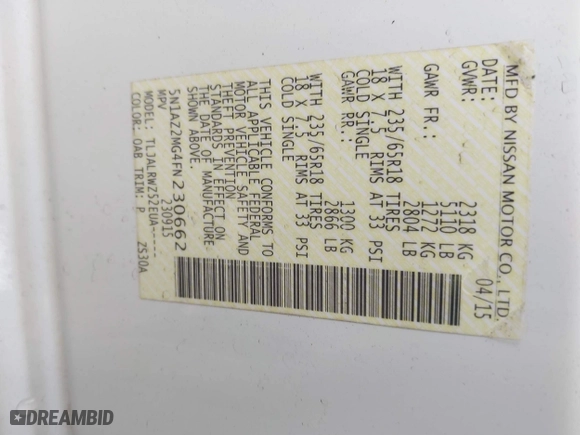 MFD BY NISSAN MOTOR CO., LTD.
DATE: 04/15
GVWR: 2318 KG
5110 LB
GAWR FR.: 1272 KG
2804 LB
WITH 235/65R18 TIRES
18 X 7.5 RIMS AT 33 PSI
COLD SINGLE
GAWR RR.: 1300 KG
2866 LB
WITH 235/65R18 TIRES
18 X 7.5 RIMS AT 33 PSI
COLD SINGLE
THIS VEHICLE CONFORMS TO
ALL APPLICABLE FEDERAL
MOTOR VEHICLE SAFETY AND
THEFT PREVENTION
STANDARDS IN EFFECT ON
THE DATE OF MANUFACTURE
SHOWN ABOVE.
5N1AZ2MG4FN230662
MPV 230915
MODEL: TLJALRWZ52EUA-----
COLOR: QAB TRIM: P Z530A
DREAMBID